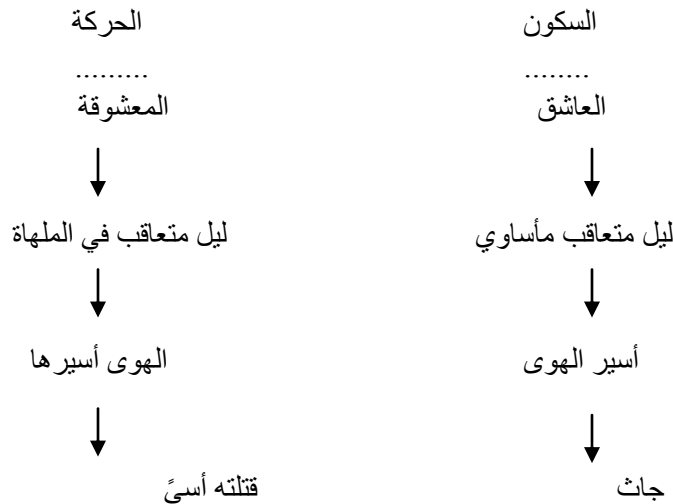 السكون
الحركة
........
.........
العاشق
المعشوقة
ليل متعاقب مأساوي
ليل متعاقب في الملهاة
أسير الهوى
الهوى أسيرها
جاث
قتلته أسىً